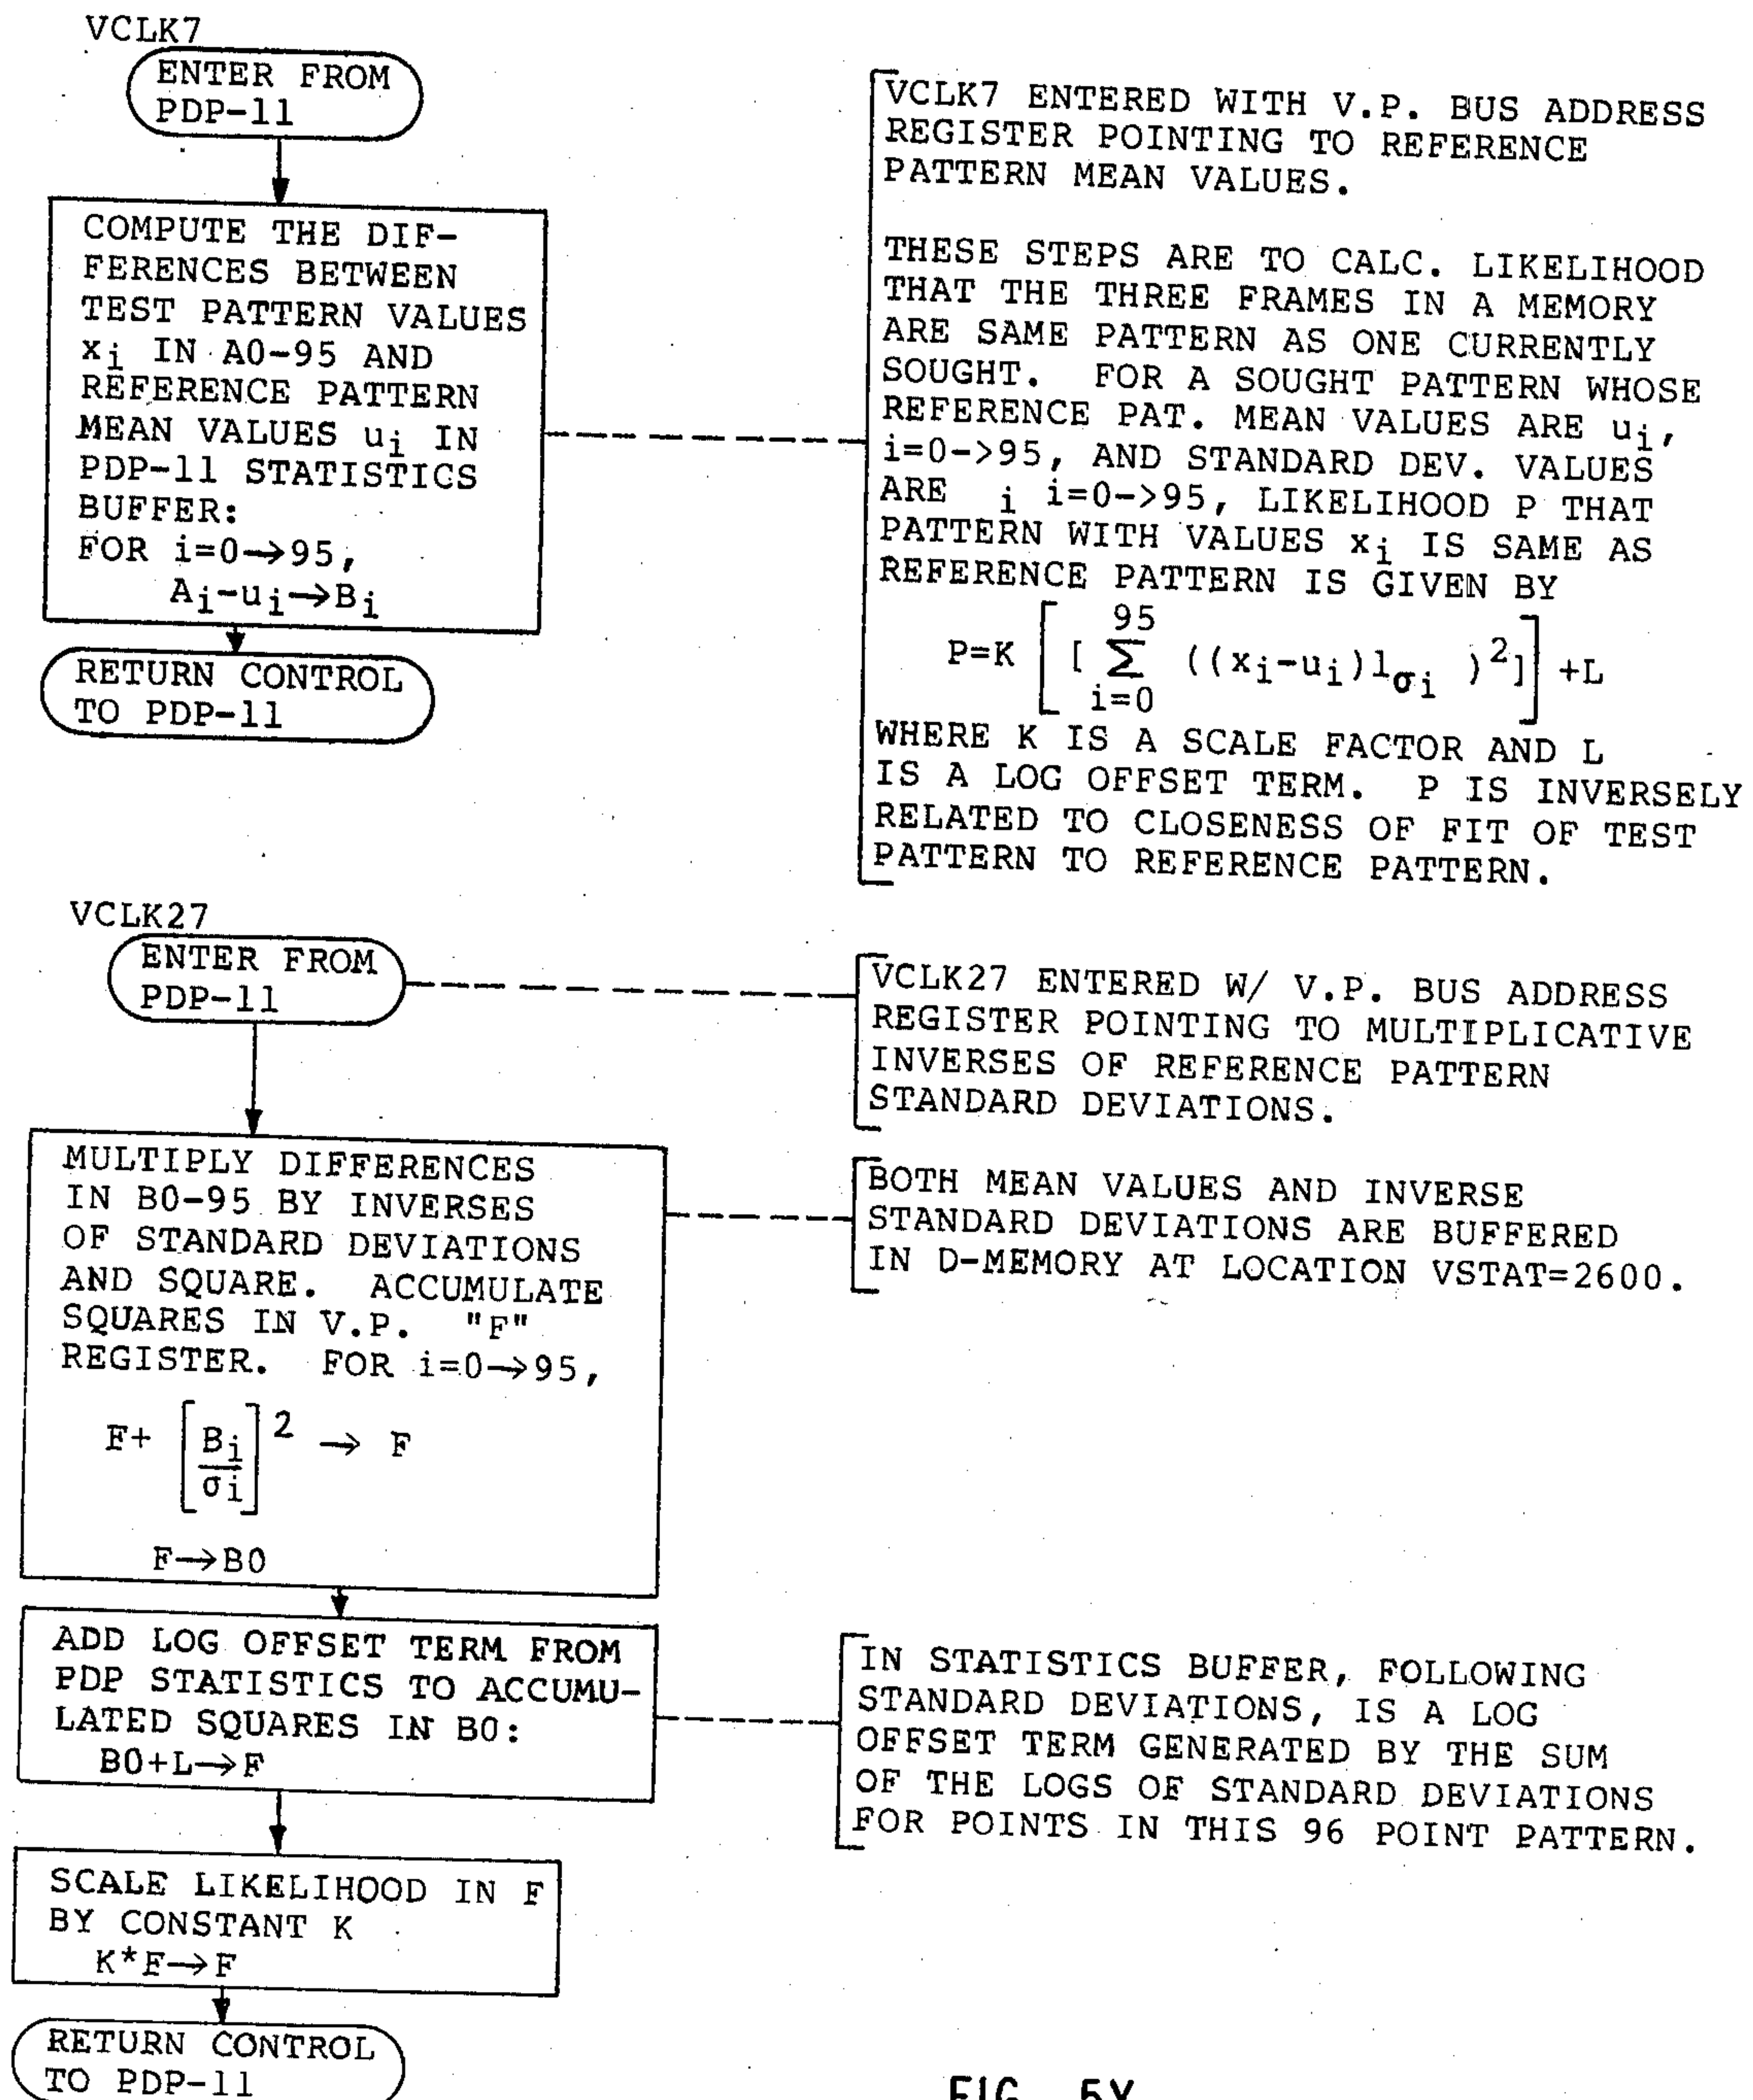 VCLK7
ENTER FROM
PDP-11
COMPUTE THE DIF-
FERENCES BETWEEN
TEST PATTERN VALUES
xi IN A0-95 AND
REFERENCE PATTERN
MEAN VALUES ui IN
PDP-11 STATISTICS
BUFFER:
FOR i=0→95,
Ai-ui→Bi
RETURN CONTROL
TO PDP-11
VCLK7 ENTERED WITH V.P. BUS ADDRESS
REGISTER POINTING TO REFERENCE
PATTERN MEAN VALUES.
THESE STEPS ARE TO CALC. LIKELIHOOD
THAT THE THREE FRAMES IN A MEMORY
ARE SAME PATTERN AS ONE CURRENTLY
SOUGHT. FOR A SOUGHT PATTERN WHOSE
REFERENCE PAT. MEAN VALUES ARE ui,
i=0->95, AND STANDARD DEV. VALUES
ARE i i=0->95, LIKELIHOOD P THAT
PATTERN WITH VALUES xi IS SAME AS
REFERENCE PATTERN IS GIVEN BY
P=K [ [ 95 Σ i=0 ((xi-ui)1σi )2] ] +L
WHERE K IS A SCALE FACTOR AND L
IS A LOG OFFSET TERM. P IS INVERSELY
RELATED TO CLOSENESS OF FIT OF TEST
PATTERN TO REFERENCE PATTERN.
VCLK27
ENTER FROM
PDP-11
VCLK27 ENTERED W/ V.P. BUS ADDRESS
REGISTER POINTING TO MULTIPLICATIVE
INVERSES OF REFERENCE PATTERN
STANDARD DEVIATIONS.
MULTIPLY DIFFERENCES
IN B0-95 BY INVERSES
OF STANDARD DEVIATIONS
AND SQUARE. ACCUMULATE
SQUARES IN V.P. "F"
REGISTER. FOR i=0→95,
F+ [Bi/σi]2 → F
F→B0
BOTH MEAN VALUES AND INVERSE
STANDARD DEVIATIONS ARE BUFFERED
IN D-MEMORY AT LOCATION VSTAT=2600.
ADD LOG OFFSET TERM FROM
PDP STATISTICS TO ACCUMU-
LATED SQUARES IN B0:
B0+L→F
IN STATISTICS BUFFER, FOLLOWING
STANDARD DEVIATIONS, IS A LOG
OFFSET TERM GENERATED BY THE SUM
OF THE LOGS OF STANDARD DEVIATIONS
FOR POINTS IN THIS 96 POINT PATTERN.
SCALE LIKELIHOOD IN F
BY CONSTANT K
K*F→F
RETURN CONTROL
TO PDP-11
FIG. 5Y